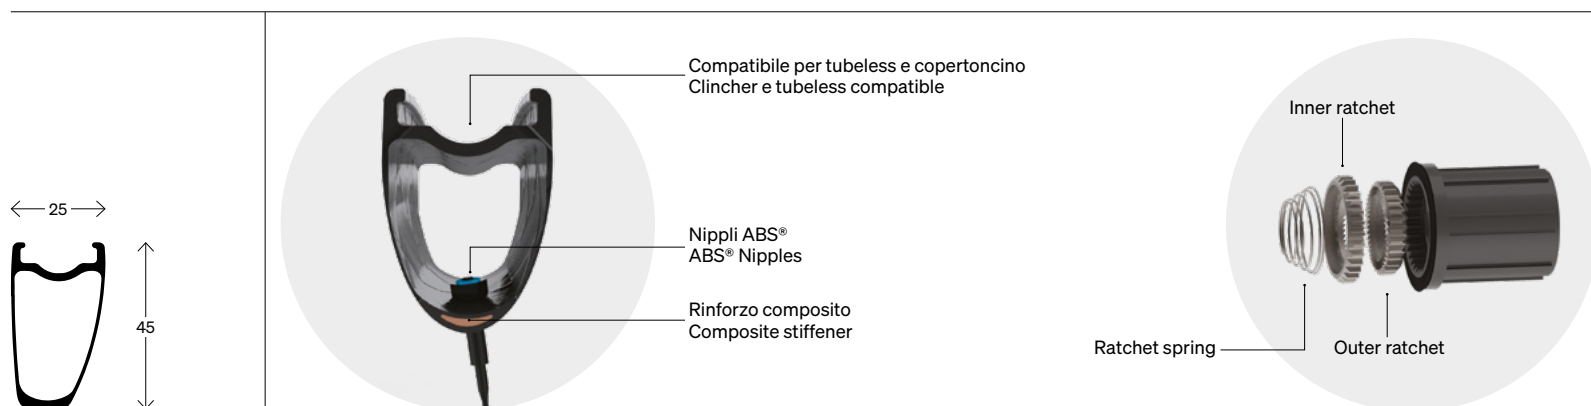 25
45
Compatibile per tubeless e copertoncino
Clincher e tubeless compatible
Nippli ABS®
ABS® Nipples
Rinforzo composito
Composite stiffener
Inner ratchet
Ratchet spring
Outer ratchet